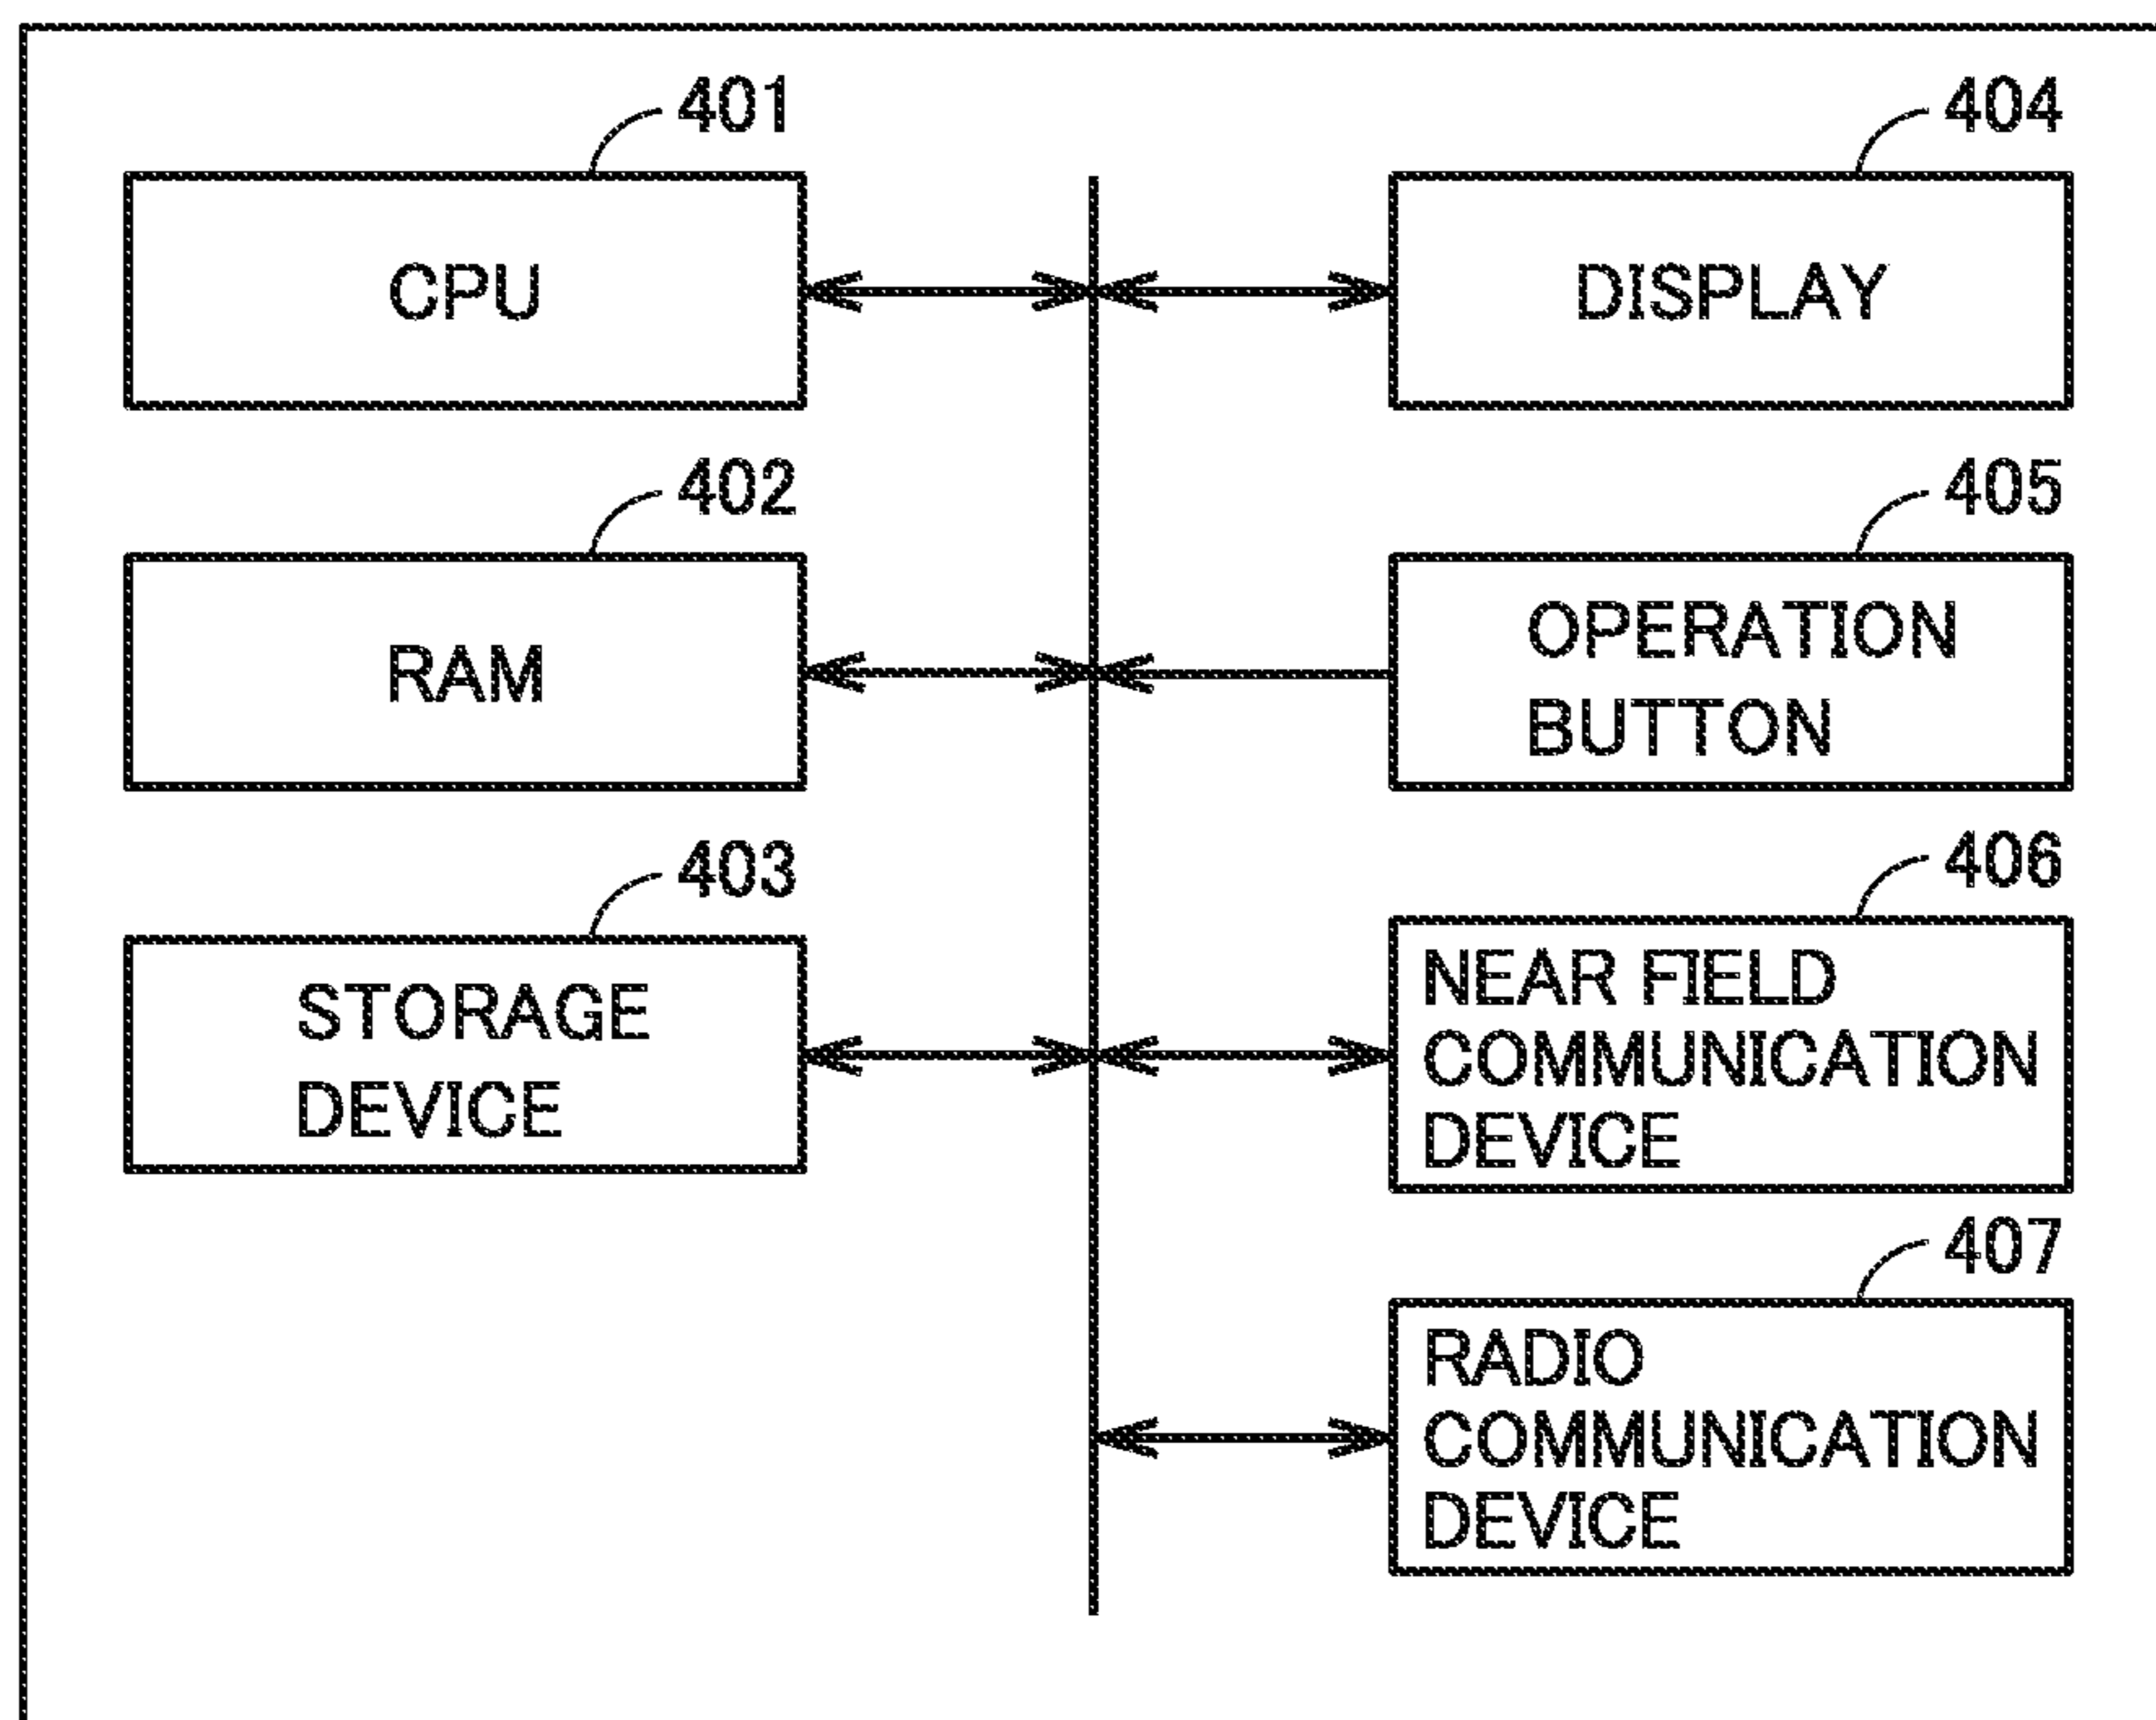 401
CPU
402
RAM
403
STORAGE
DEVICE
404
DISPLAY
405
OPERATION
BUTTON
406
NEAR FIELD
COMMUNICATION
DEVICE
407
RADIO
COMMUNICATION
DEVICE